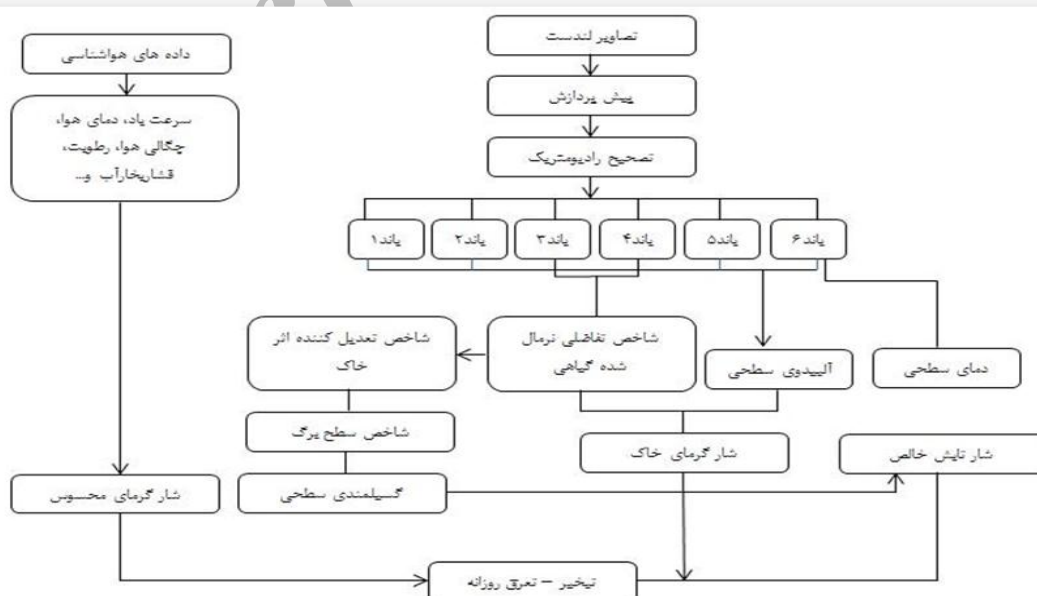 تصاویر لندست
داده های هواشناسی
پیش پردازش
سرعت باد، دمای هوا،
چگالی هوا، رطوبت،
فشاربخارآب و...
تصحیح رادیومتریک
باند۱
باند۲
باند۳
باند۴
باند۵
باند۶
شاخص تعدیل کننده اثر
خاک
شاخص تفاضلی نرمال
شده گیاهی
آلبیدوی سطحی
دمای سطحی
شاخص سطح برگ
شار گرمای خاک
شار تابش خالص
شار گرمای محسوس
گسیلمندی سطحی
تبخیر – تعرق روزانه